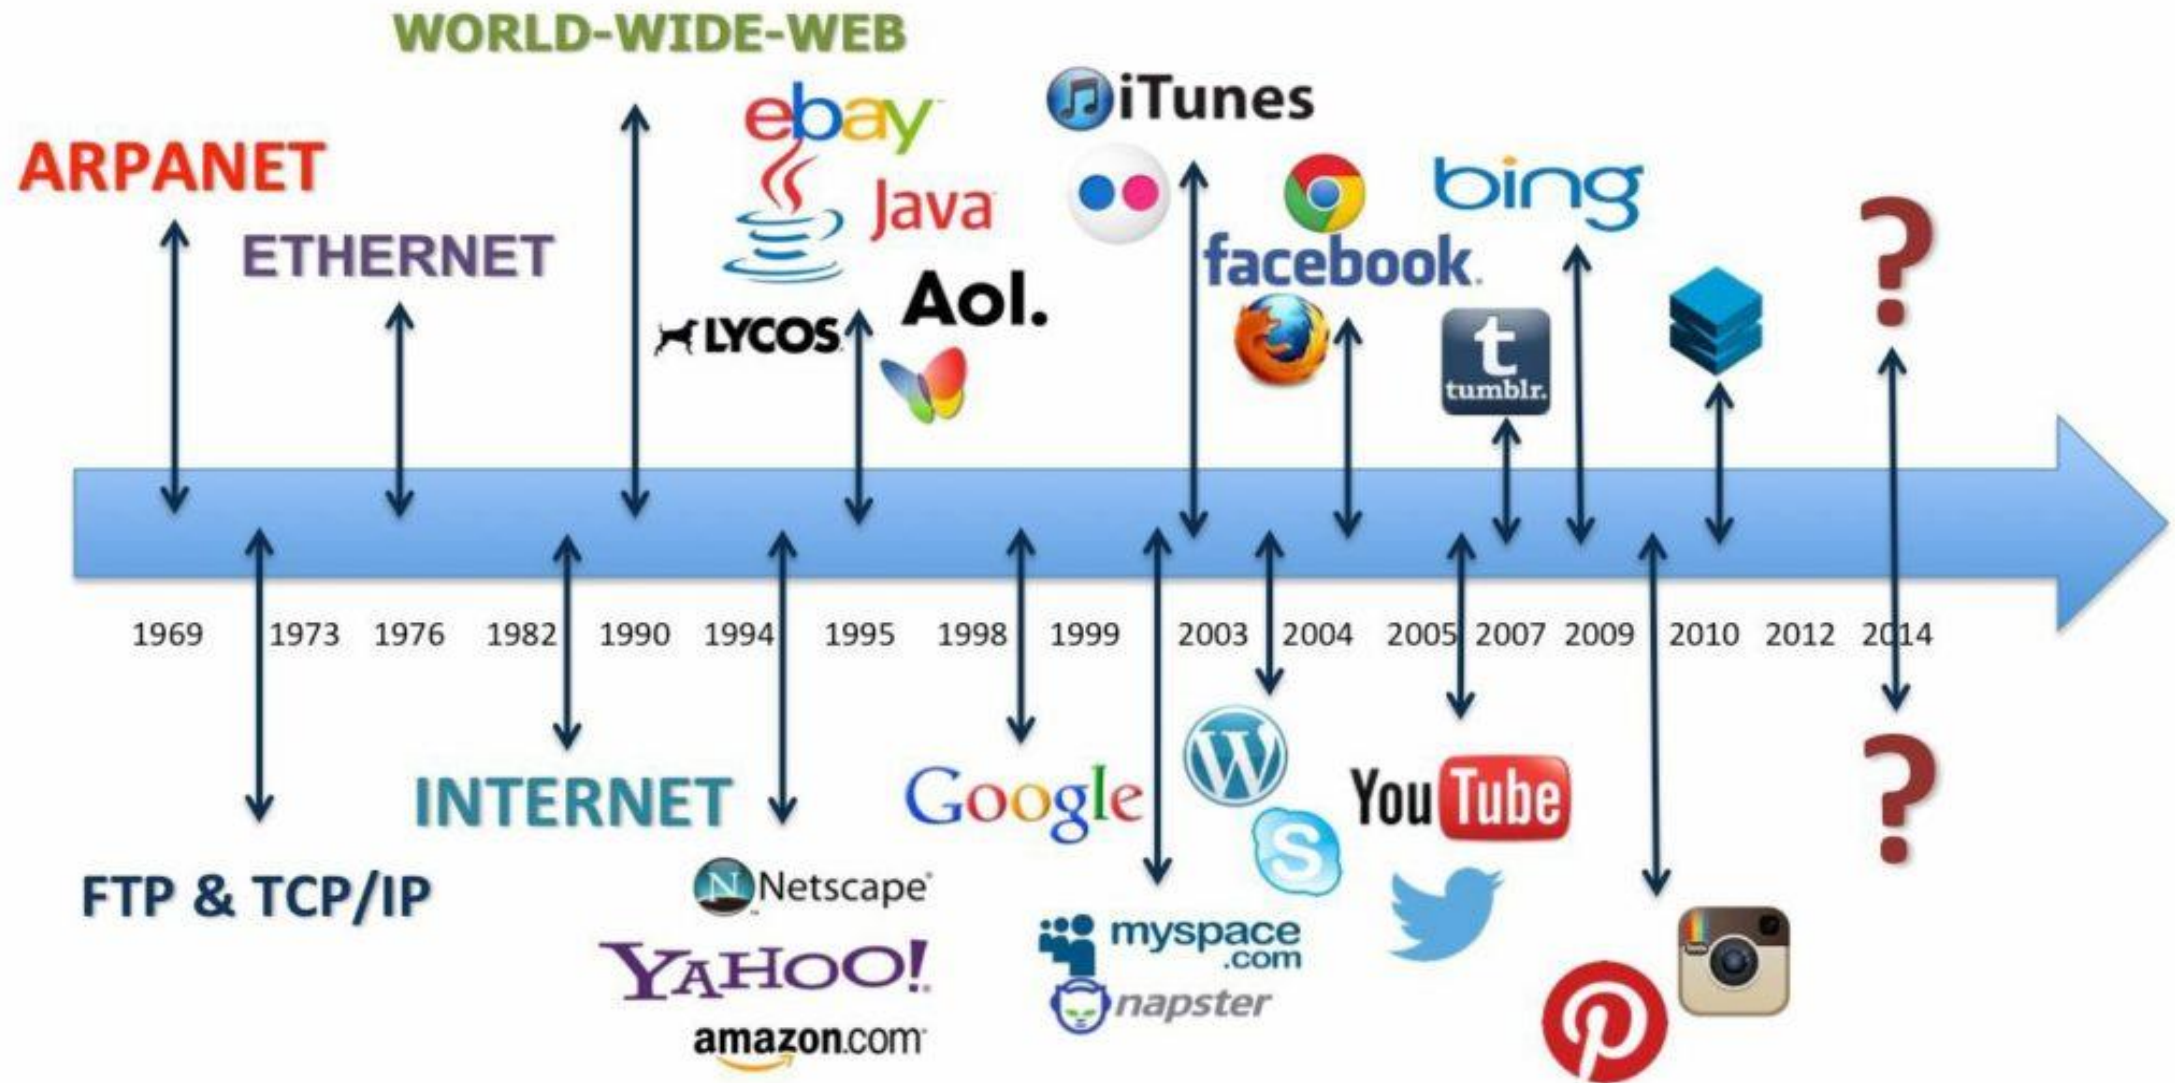 WORLD-WIDE-WEB
ebay
iTunes
ARPANET
Java
bing
ETHERNET
facebook
Aol.
LYCOS
t
tumblr.
?
1969 1973 1976 1982 1990 1994 1995 1998 1999 2003 2004 2005 2007 2009 2010 2012 2014
W
INTERNET
Google
You Tube
S
?
FTP & TCP/IP
N Netscape
myspace
.com
YAHOO!
napster
amazon.com
P